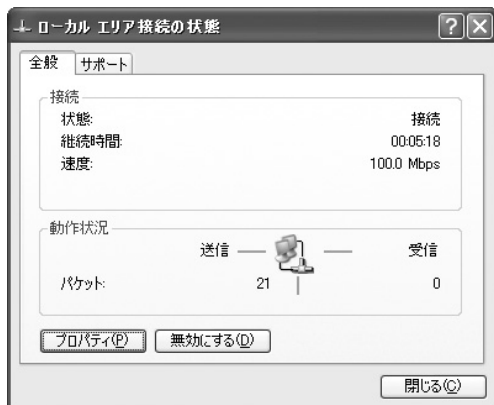 ローカル エリア接続の状態
全般 サポート
接続
状態: 接続
継続時間: 00:05:18
速度: 100.0 Mbps
動作状況
送信 受信
パケット: 21 0
プロパティ(P) 無効にする(D)
閉じる(C)